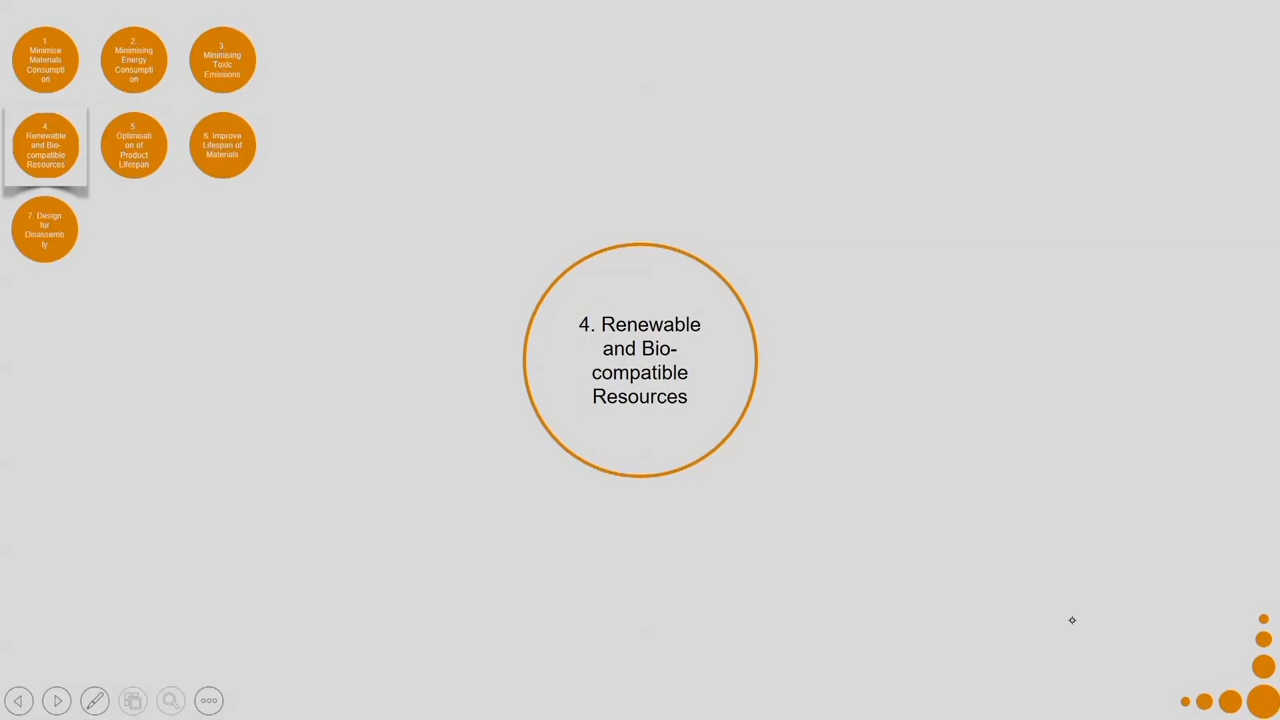 1.
Minimise
Materials
Consumpti
on
2.
Minimising
Energy
Consumpti
on
3.
Minimising
Toxic
Emissions
4.
Renewable
and Bio-
compatible
Resources
5.
Optimisati
on of
Product
Lifespan
6. Improve
Lifespan of
Materials
7. Design
for
Disassemb
ly
4. Renewable
and Bio-
compatible
Resources